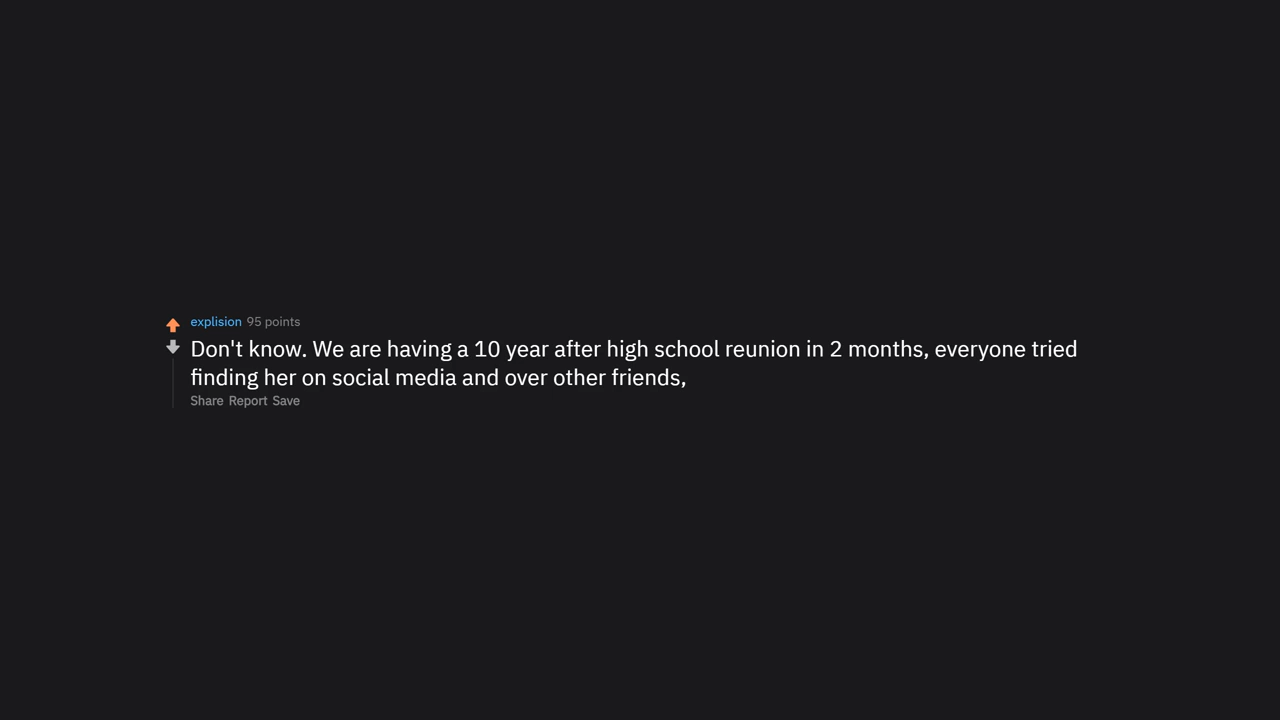 explision 95 points
Don't know. We are having a 10 year after high school reunion in 2 months, everyone tried
finding her on social media and over other friends,
Share Report Save